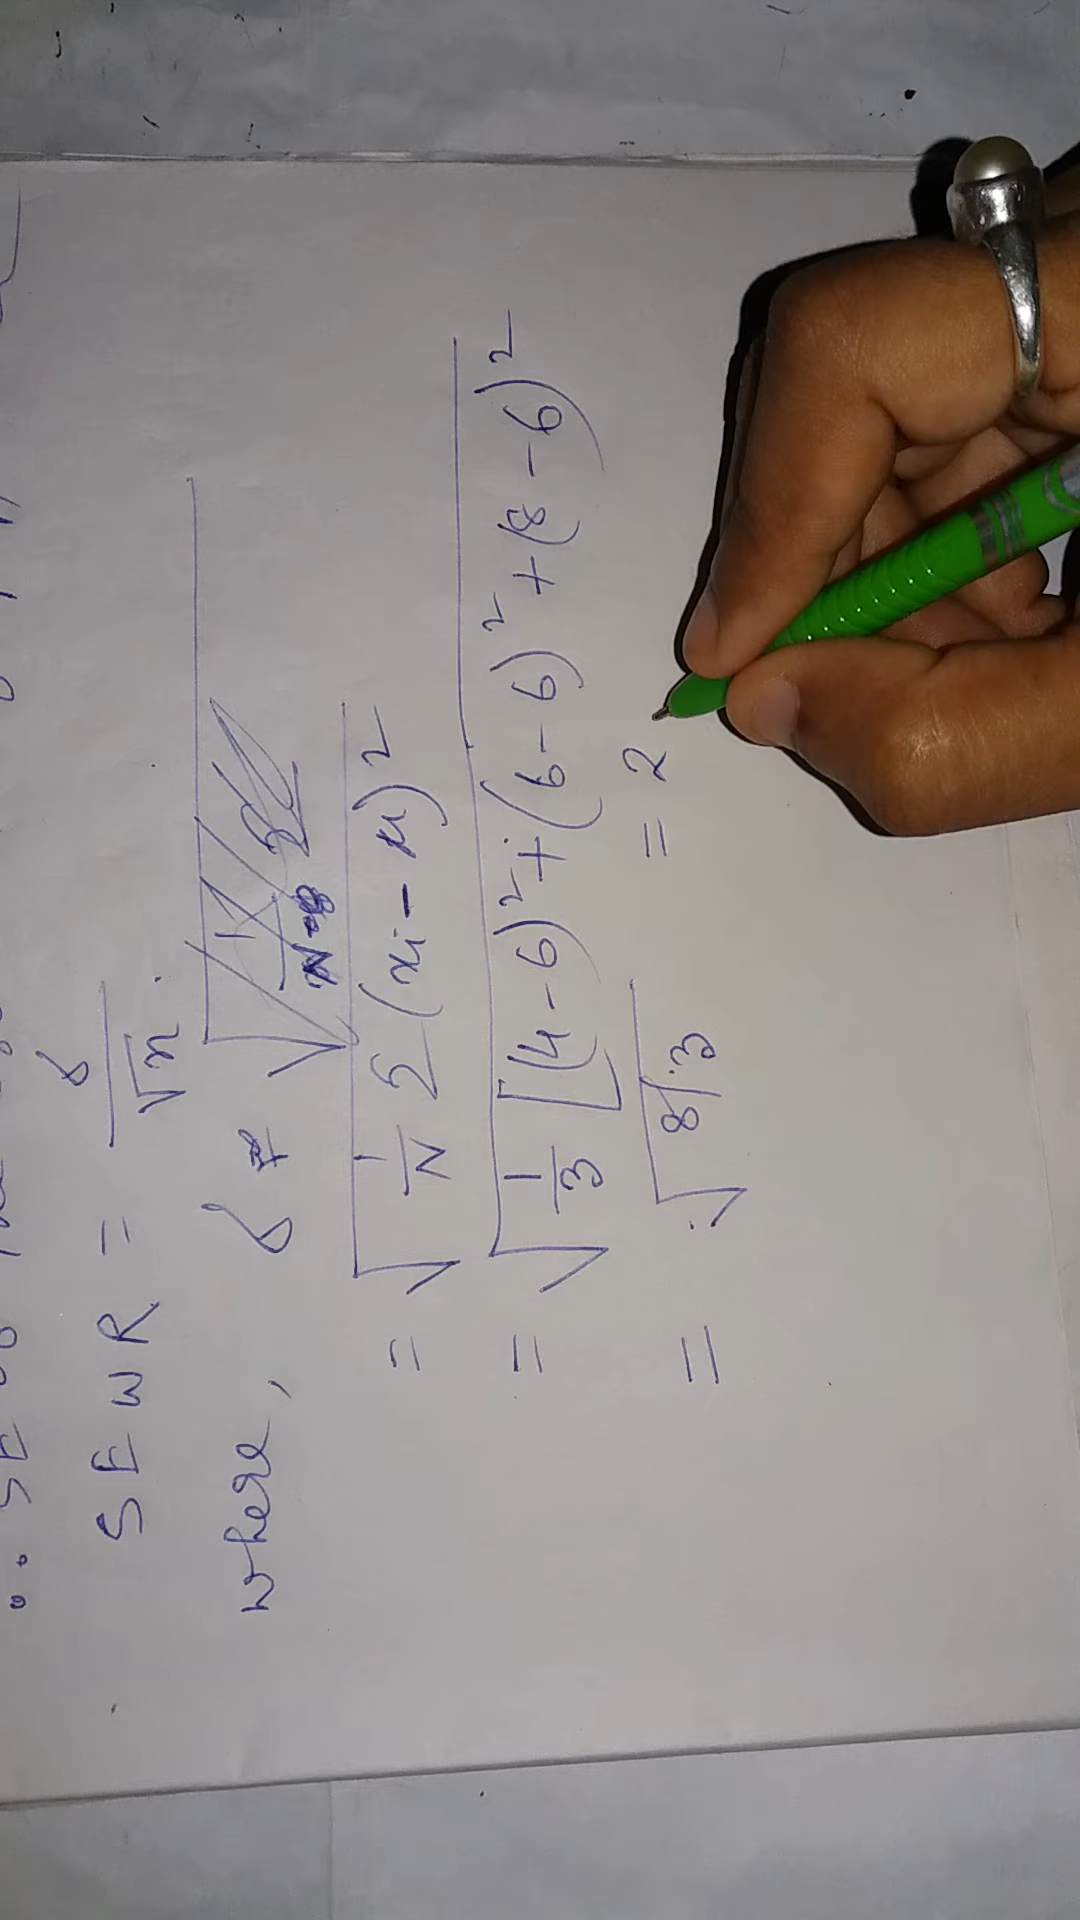 SEWR = σ/√n.
where, σ =
= √(1/N Σ (xi - μ)²
= √(1/3 [(4-6)² + (6-6)² + (8-6)²
= √8/3 = 2